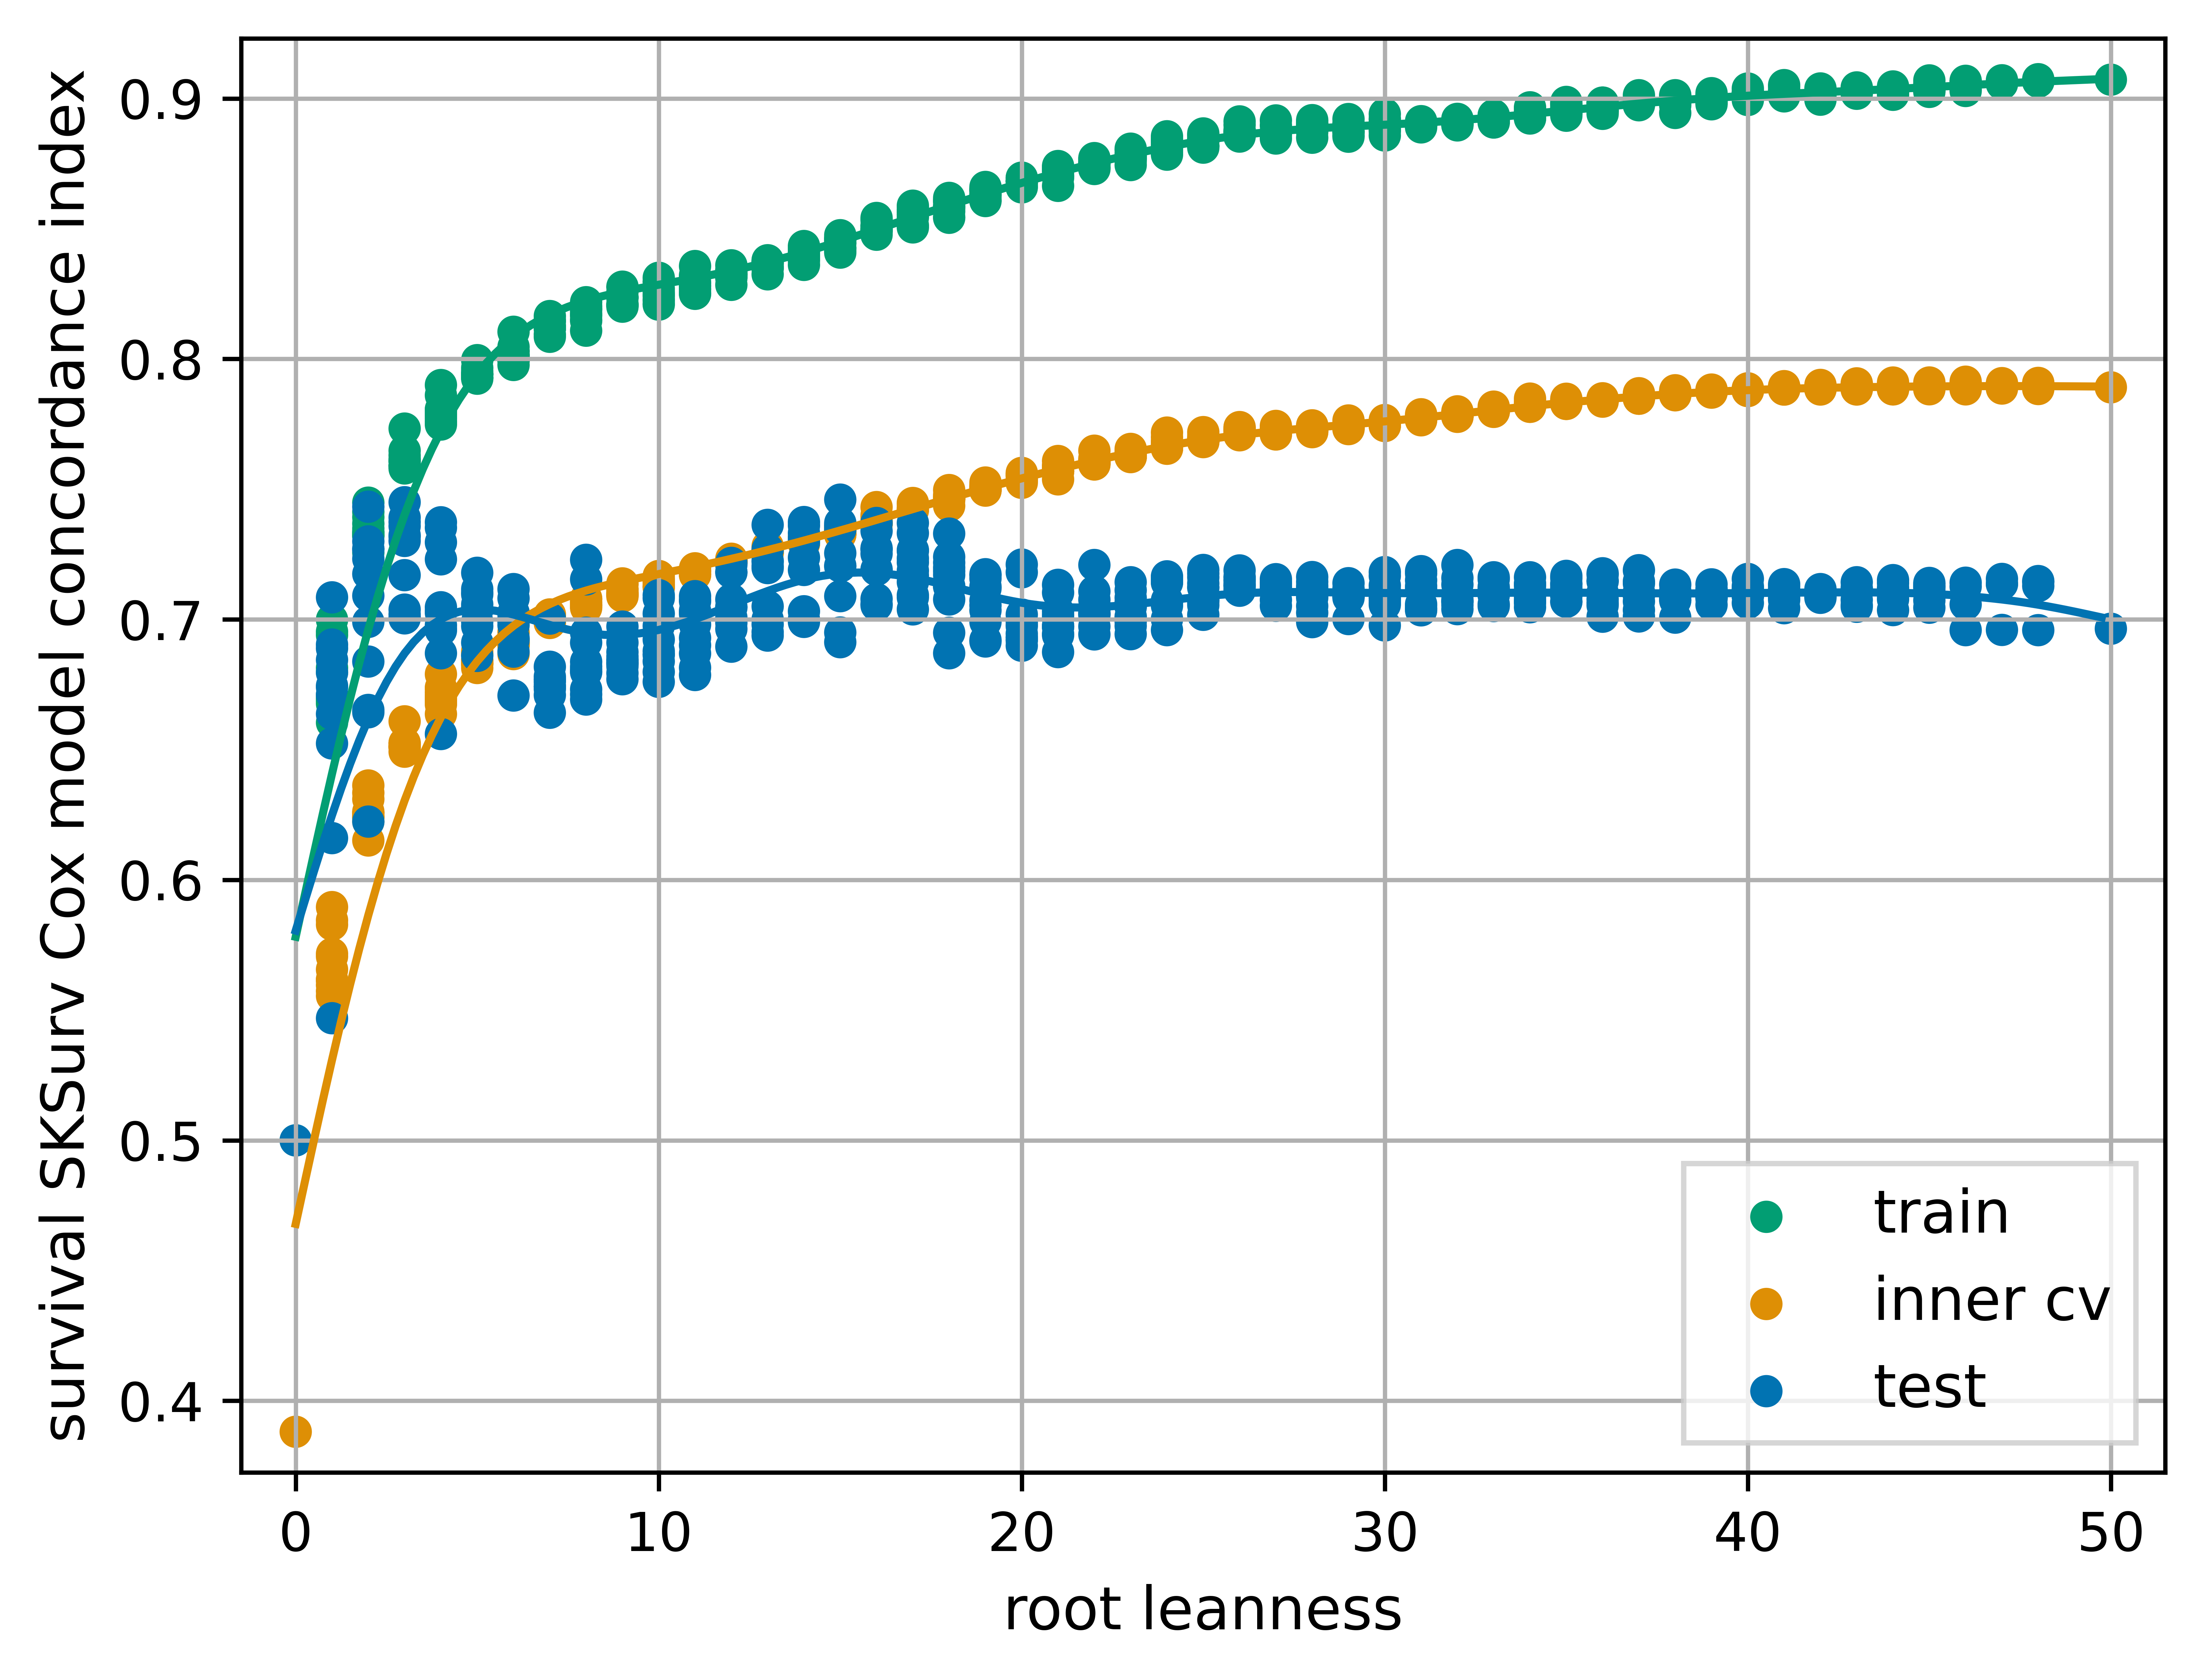 survival SKSurv Cox model concordance index
0.9
0.8
0.7
0.6
0.5
0.4
train
inner cv
test
0 10 20 30 40 50
root leanness